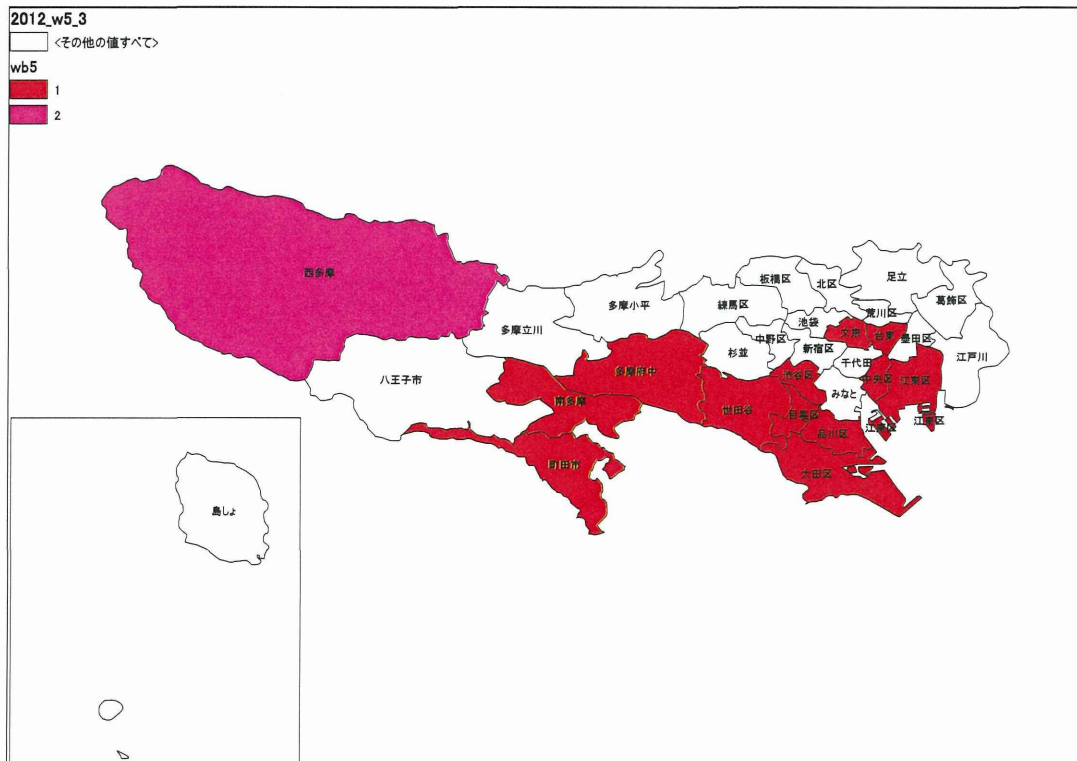 2012_w5_3
<その他の値すべて>
wb5
1
2
西多摩
多摩立川
多摩小平
練馬区
板橋区
北区
足立
葛飾区
荒川区
池袋
文京
台東
墨田区
中野区
杉並
新宿区
千代田
江戸川
八王子市
多摩府中
渋谷区
中央区
江東区
みなと
南多摩
世田谷
目黒区
品川区
江東区
江東区
町田市
大田区
島しょ